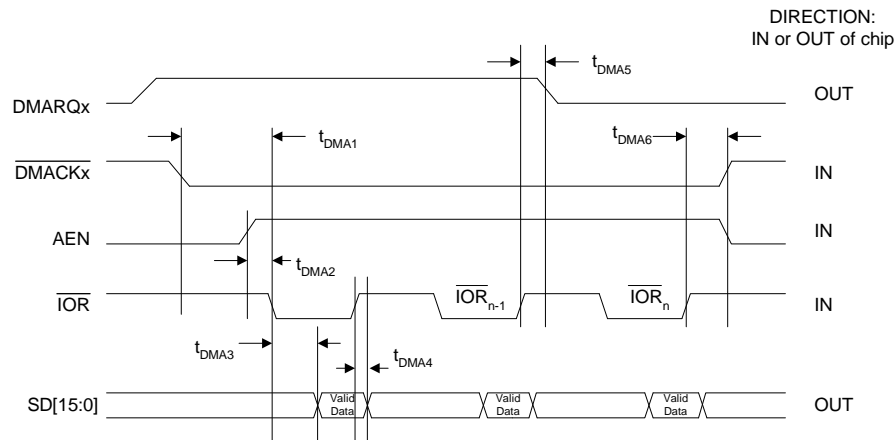 DIRECTION:
IN or OUT of chip
DMARQx
tDMA5
OUT
DMACKx
tDMA1
tDMA6
IN
AEN
tDMA2
IN
IOR
IORn-1
IORn
IN
tDMA3
tDMA4
SD[15:0]
Valid
Data
Valid
Data
Valid
Data
OUT